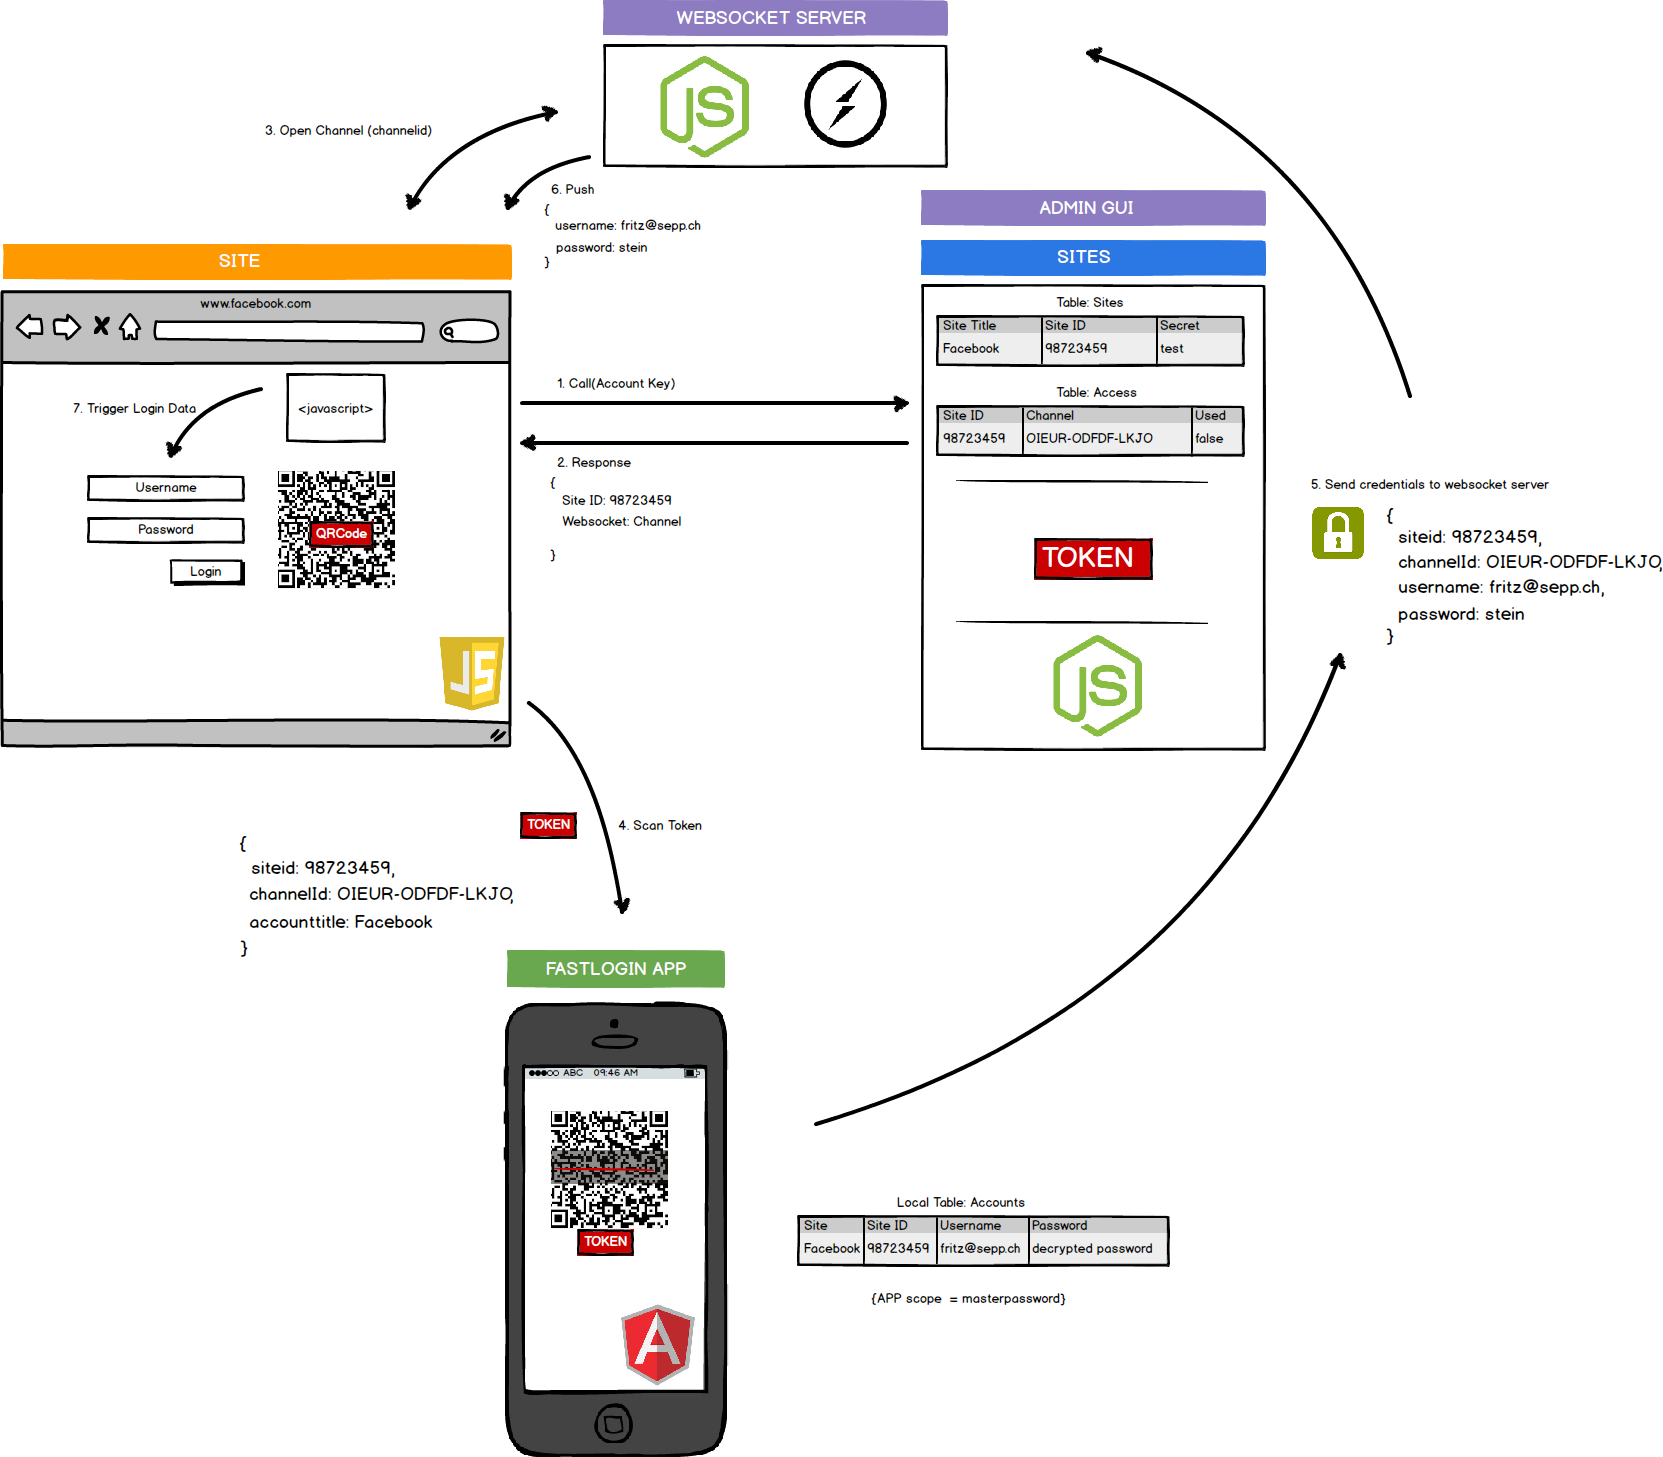 WEBSOCKET SERVER
JS
3. Open Channel (channelid)
6. Push
{
username: fritz@sepp.ch
password: stein
}
ADMIN GUI
SITES
Table: Sites
Site Title Site ID Secret
Facebook 98723459 test
Table: Access
Site ID Channel Used
98723459 OIEUR-ODFDF-LKJO false
TOKEN
JS
SITE
www.facebook.com
7. Trigger Login Data
<javascript>
Username
Password
Login
QRCode
JS
1. Call(Account Key)
2. Response
{
Site ID: 98723459
Websocket: Channel
}
5. Send credentials to websocket server
{
siteid: 98723459,
channelId: OIEUR-ODFDF-LKJO,
username: fritz@sepp.ch,
password: stein
}
TOKEN
4. Scan Token
{
siteid: 98723459,
channelId: OIEUR-ODFDF-LKJO,
accounttitle: Facebook
}
FASTLOGIN APP
ABC 09:46 AM
TOKEN
A
Local Table: Accounts
Site Site ID Username Password
Facebook 98723459 fritz@sepp.ch decrypted password
{APP scope = masterpassword}